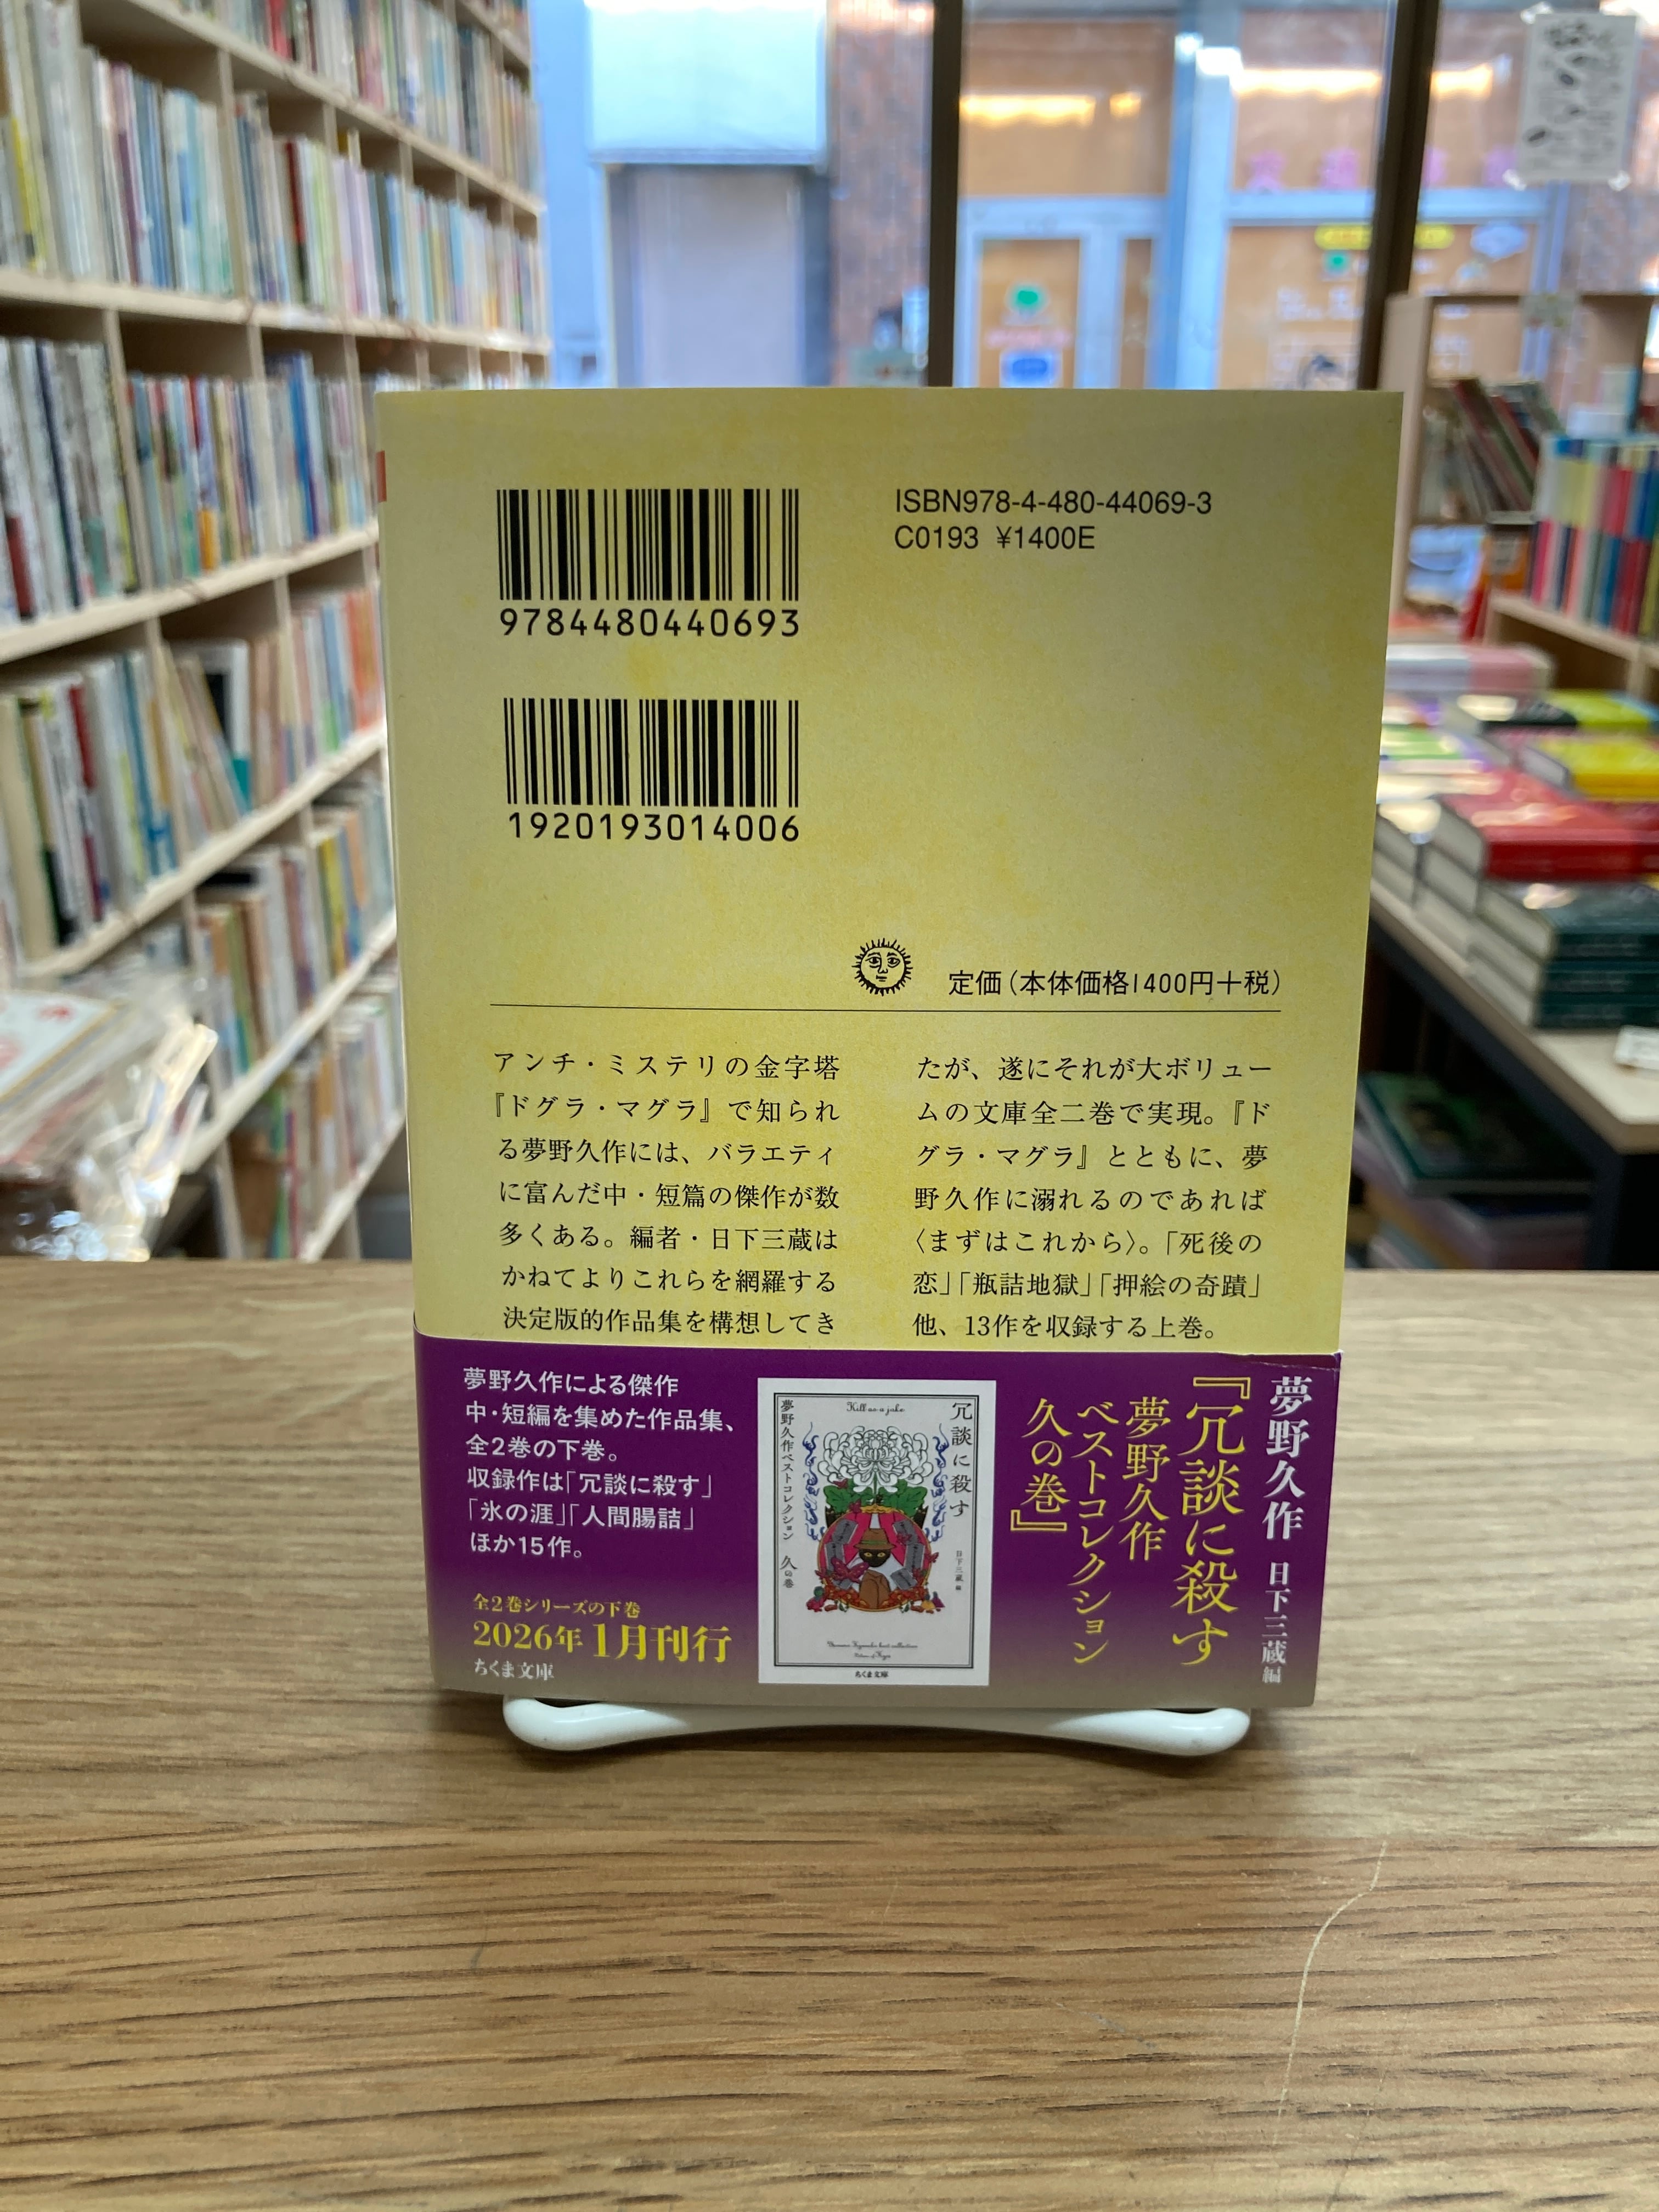 9784480440693
ISBN978-4-480-44069-3
C0193 ¥1400E
1920193014006
定価(本体価格1400円+税)
アンチ・ミステリの金字塔
『ドグラ・マグラ』で知られ
る夢野久作には、バラエティ
に富んだ中・短篇の傑作が数
多くある。編者・日下三蔵は
かねてよりこれらを網羅する
決定版的作品集を構想してき
たが、遂にそれが大ボリュー
ムの文庫全二巻で実現。『ド
グラ・マグラ』とともに、夢
野久作に溺れるのであれば
〈まずはこれから〉。「死後の
恋」「瓶詰地獄」「押絵の奇蹟」
他、13作を収録する上巻。
夢野久作 日下三蔵 編
『冗談に殺す
夢野久作
ベストコレクション
久の巻』
冗談に殺す
日下三蔵 編
Kill as a joke
夢野久作ベストコレクション 久の巻
ちくま文庫
夢野久作による傑作
中・短編を集めた作品集、
全2巻の下巻。
収録作は「冗談に殺す」
「氷の涯」「人間腸詰」
ほか15作。
全2巻シリーズの下巻
2026年1月刊行
ちくま文庫